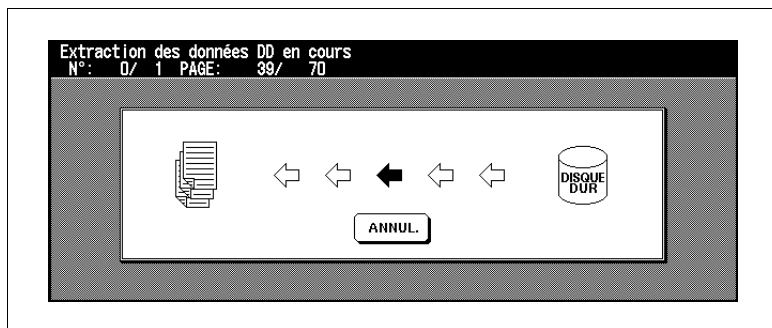 Extraction des données DD en cours
N°: 0/ 1 PAGE: 39/ 70
DISQUE
DUR
ANNUL.